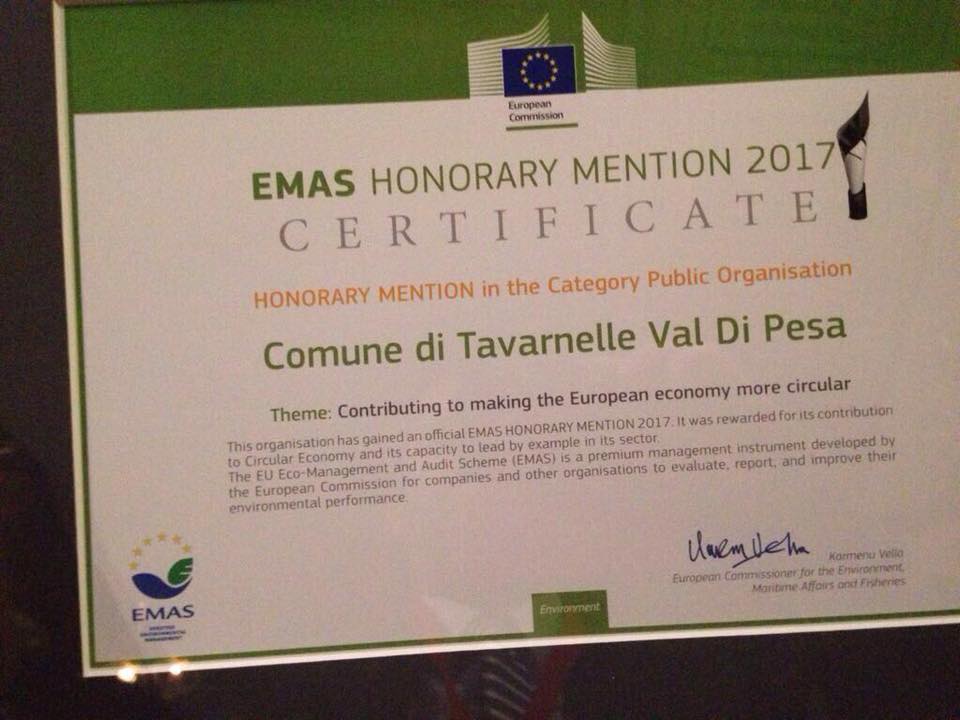 European
Commission
EMAS HONORARY MENTION 2017
CERTIFICATE
HONORARY MENTION in the Category Public Organisation
Comune di Tavarnelle Val Di Pesa
Theme: Contributing to making the European economy more circular
This organisation has gained an official EMAS HONORARY MENTION 2017. It was rewarded for its contribution
to Circular Economy and its capacity to lead by example in its sector.
The EU Eco-Management and Audit Scheme (EMAS) is a premium management instrument developed by
the European Commission for companies and other organisations to evaluate, report, and improve their
environmental performance.
Karmenu Vella
European Commissioner for the Environment,
Maritime Affairs and Fisheries
EMAS
VERIFIED
ENVIRONMENTAL
MANAGEMENT
Environment